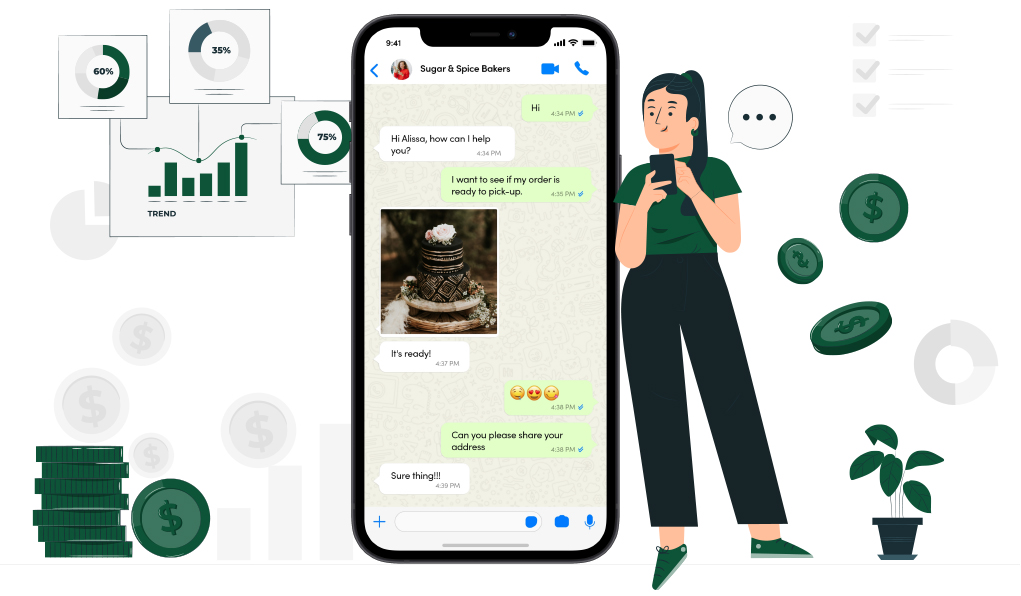 60%
35%
75%
TREND
9:41
Sugar & Spice Bakers
Hi
4:34 PM
Hi Alissa, how can I help
you?
4:34 PM
I want to see if my order is
ready to pick-up.
4:35 PM
It's ready!
4:37 PM
4:38 PM
Can you please share your
address
4:38 PM
Sure thing!!!
4:39 PM
$
$
$
$
$
$
$
$